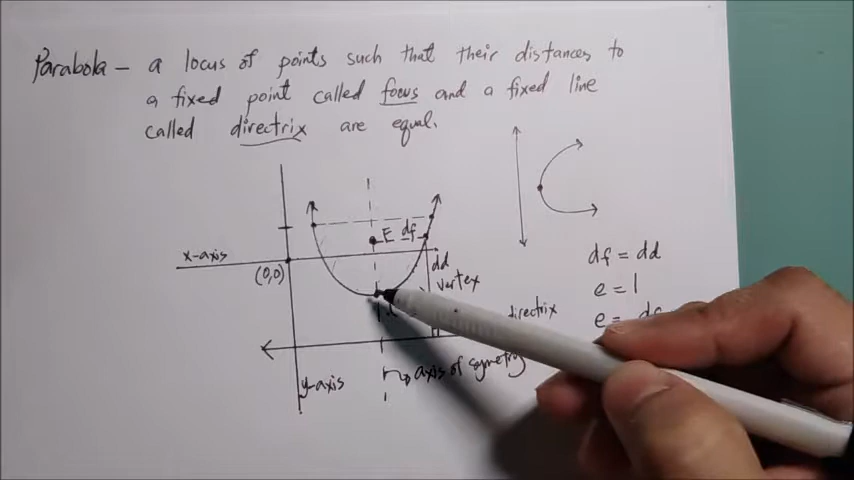 Parabola - a locus of points such that their distances to
a fixed point called focus and a fixed line
called directrix are equal.
x-axis
(0,0)
df
dd
vertex
directrix
y-axis
axis of symmetry
df = dd
e = 1
e = df